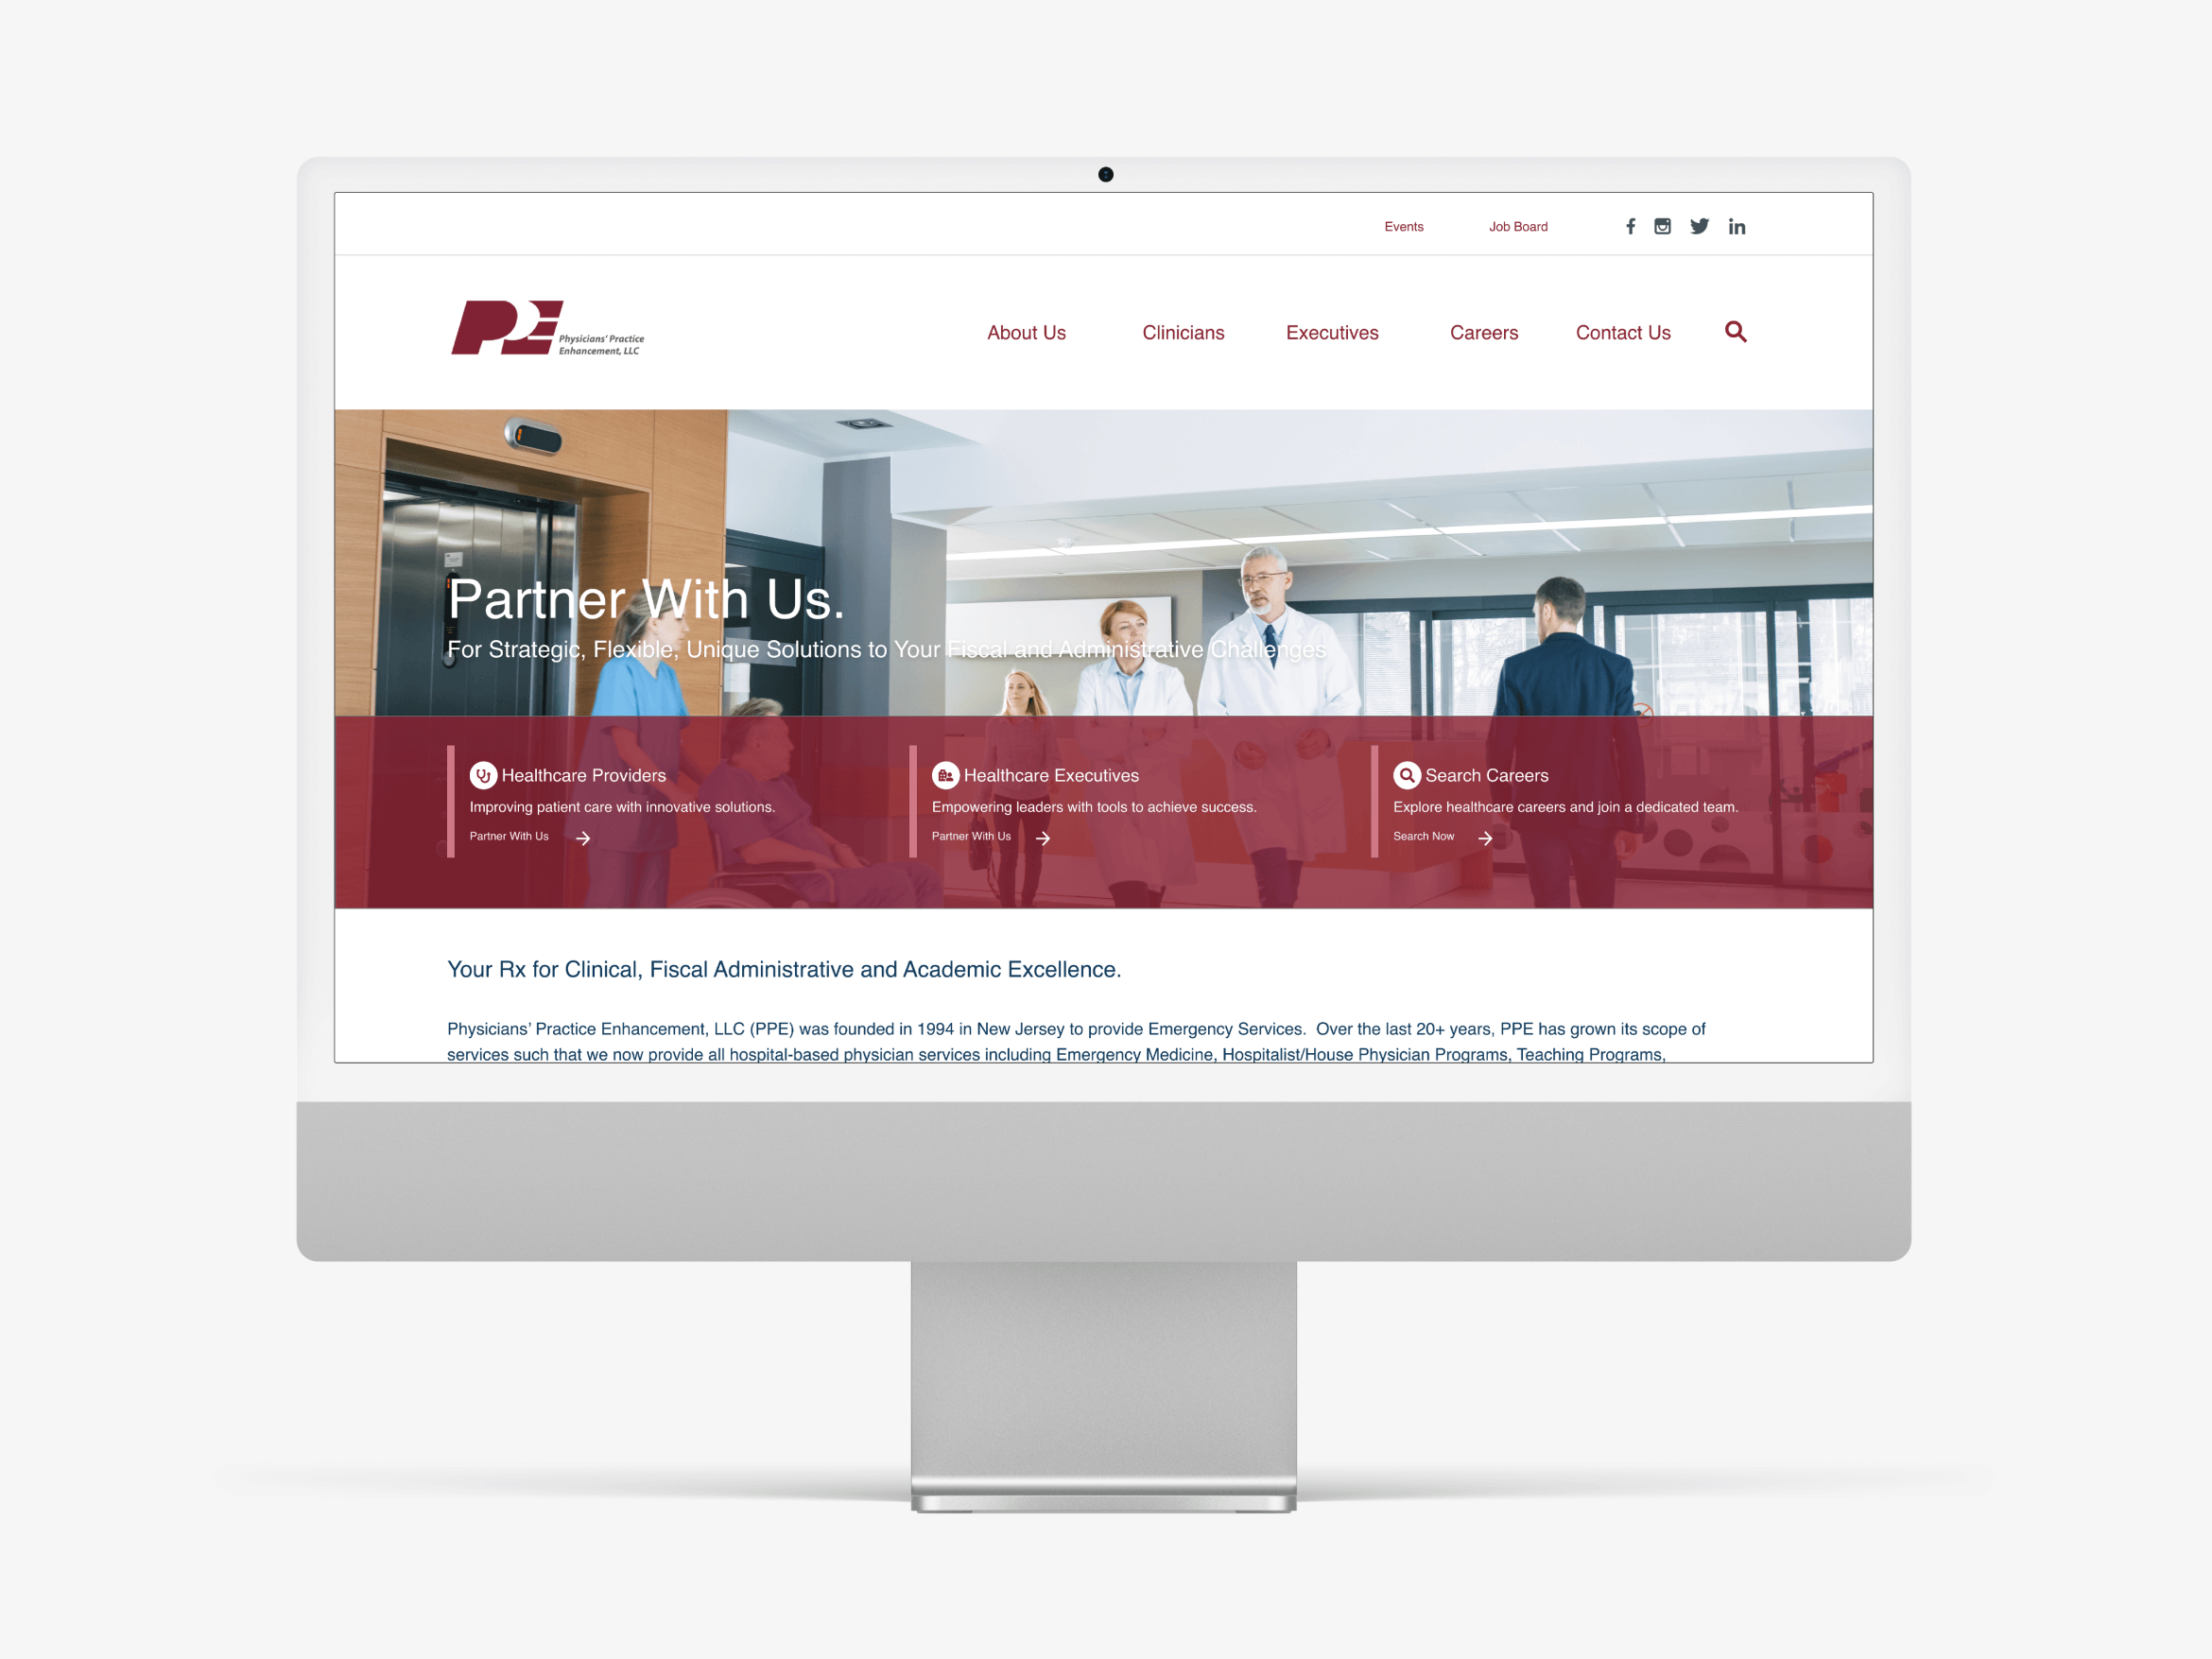 Events Job Board
PPE
Physicians' Practice
Enhancement, LLC
About Us Clinicians Executives Careers Contact Us
Partner With Us.
For Strategic, Flexible, Unique Solutions to Your Fiscal and Administrative Challenges
Healthcare Providers
Improving patient care with innovative solutions.
Partner With Us
Healthcare Executives
Empowering leaders with tools to achieve success.
Partner With Us
Search Careers
Explore healthcare careers and join a dedicated team.
Search Now
Your Rx for Clinical, Fiscal Administrative and Academic Excellence.
Physicians' Practice Enhancement, LLC (PPE) was founded in 1994 in New Jersey to provide Emergency Services. Over the last 20+ years, PPE has grown its scope of
services such that we now provide all hospital-based physician services including Emergency Medicine, Hospitalist/House Physician Programs, Teaching Programs,